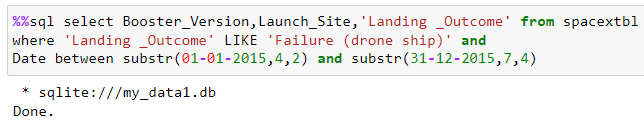 %%sql select Booster_Version,Launch_Site,'Landing _Outcome' from spacextbl
where 'Landing _Outcome' LIKE 'Failure (drone ship)' and
Date between substr(01-01-2015,4,2) and substr(31-12-2015,7,4)
* sqlite:///my_data1.db
Done.